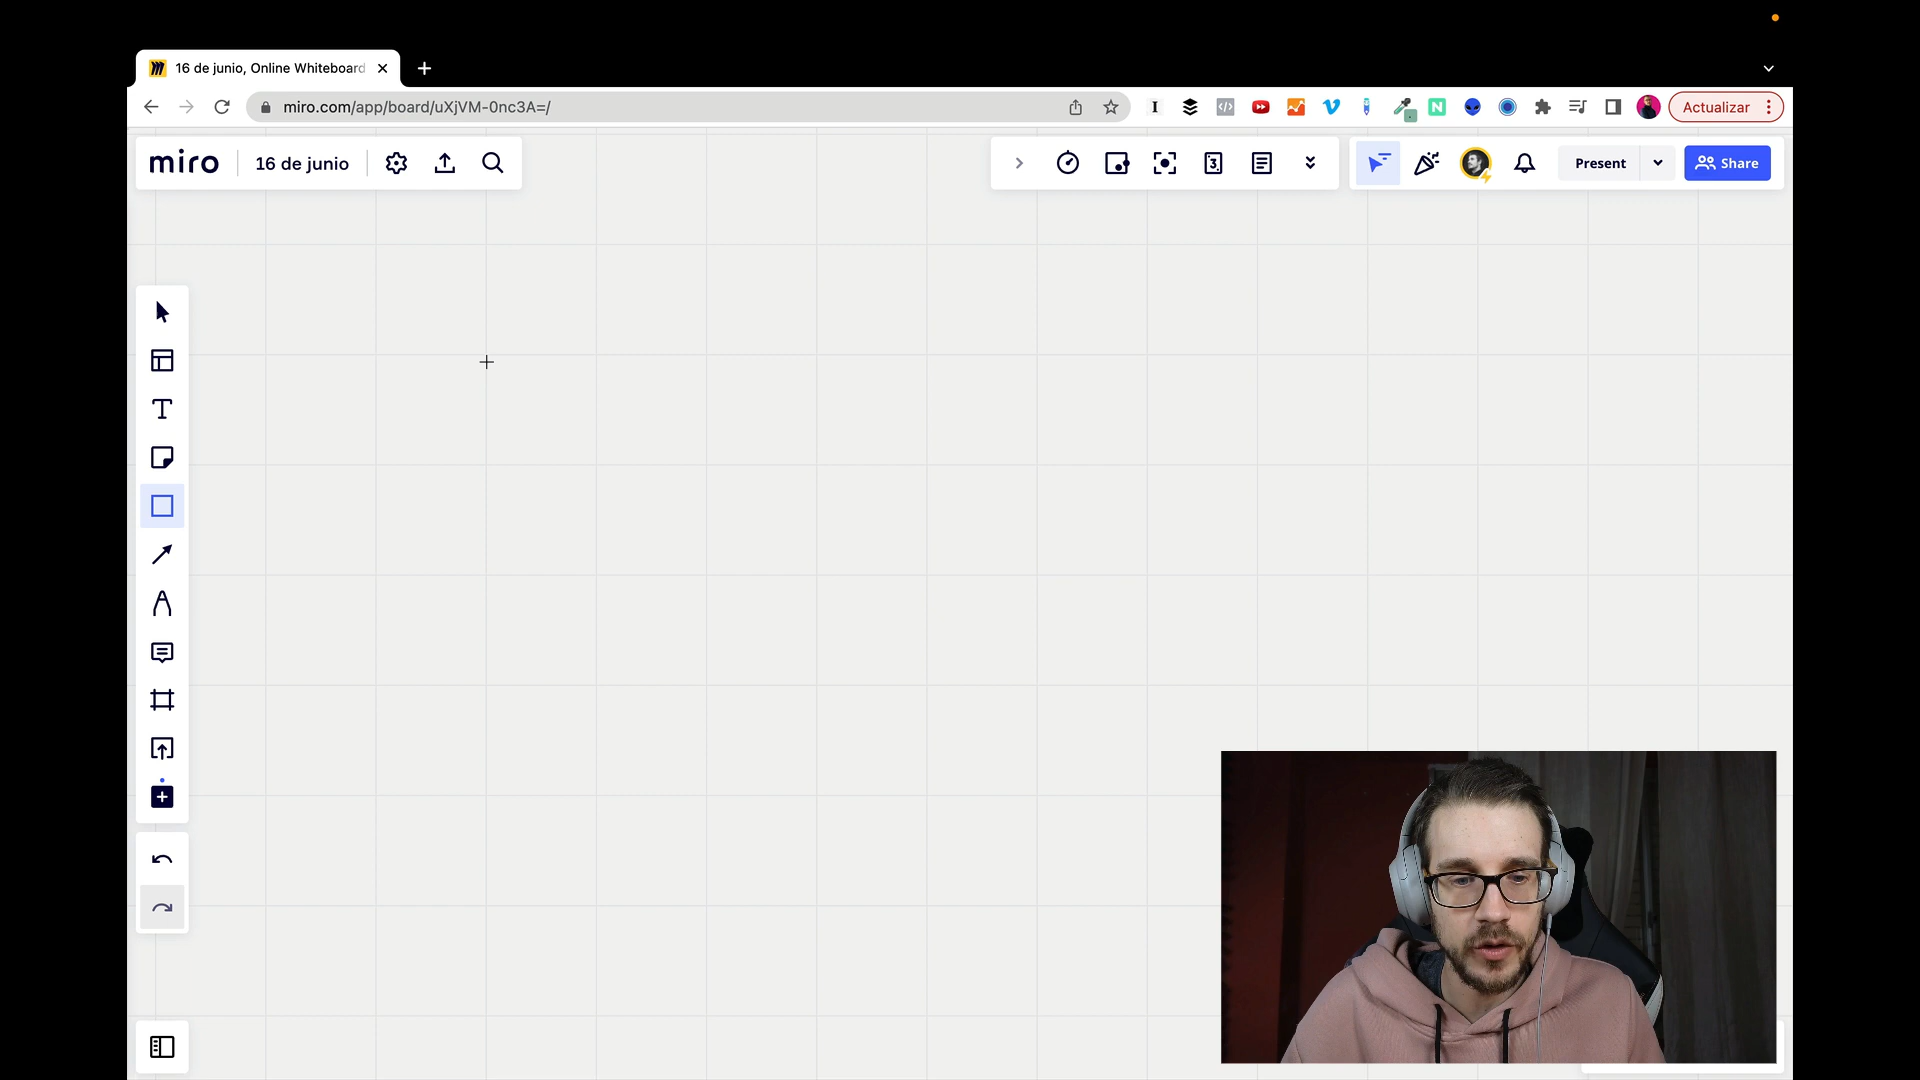 16 de junio, Online Whiteboard
miro.com/app/board/uXjVM-0nc3A=/
Actualizar
miro
16 de junio
3
Present
Share